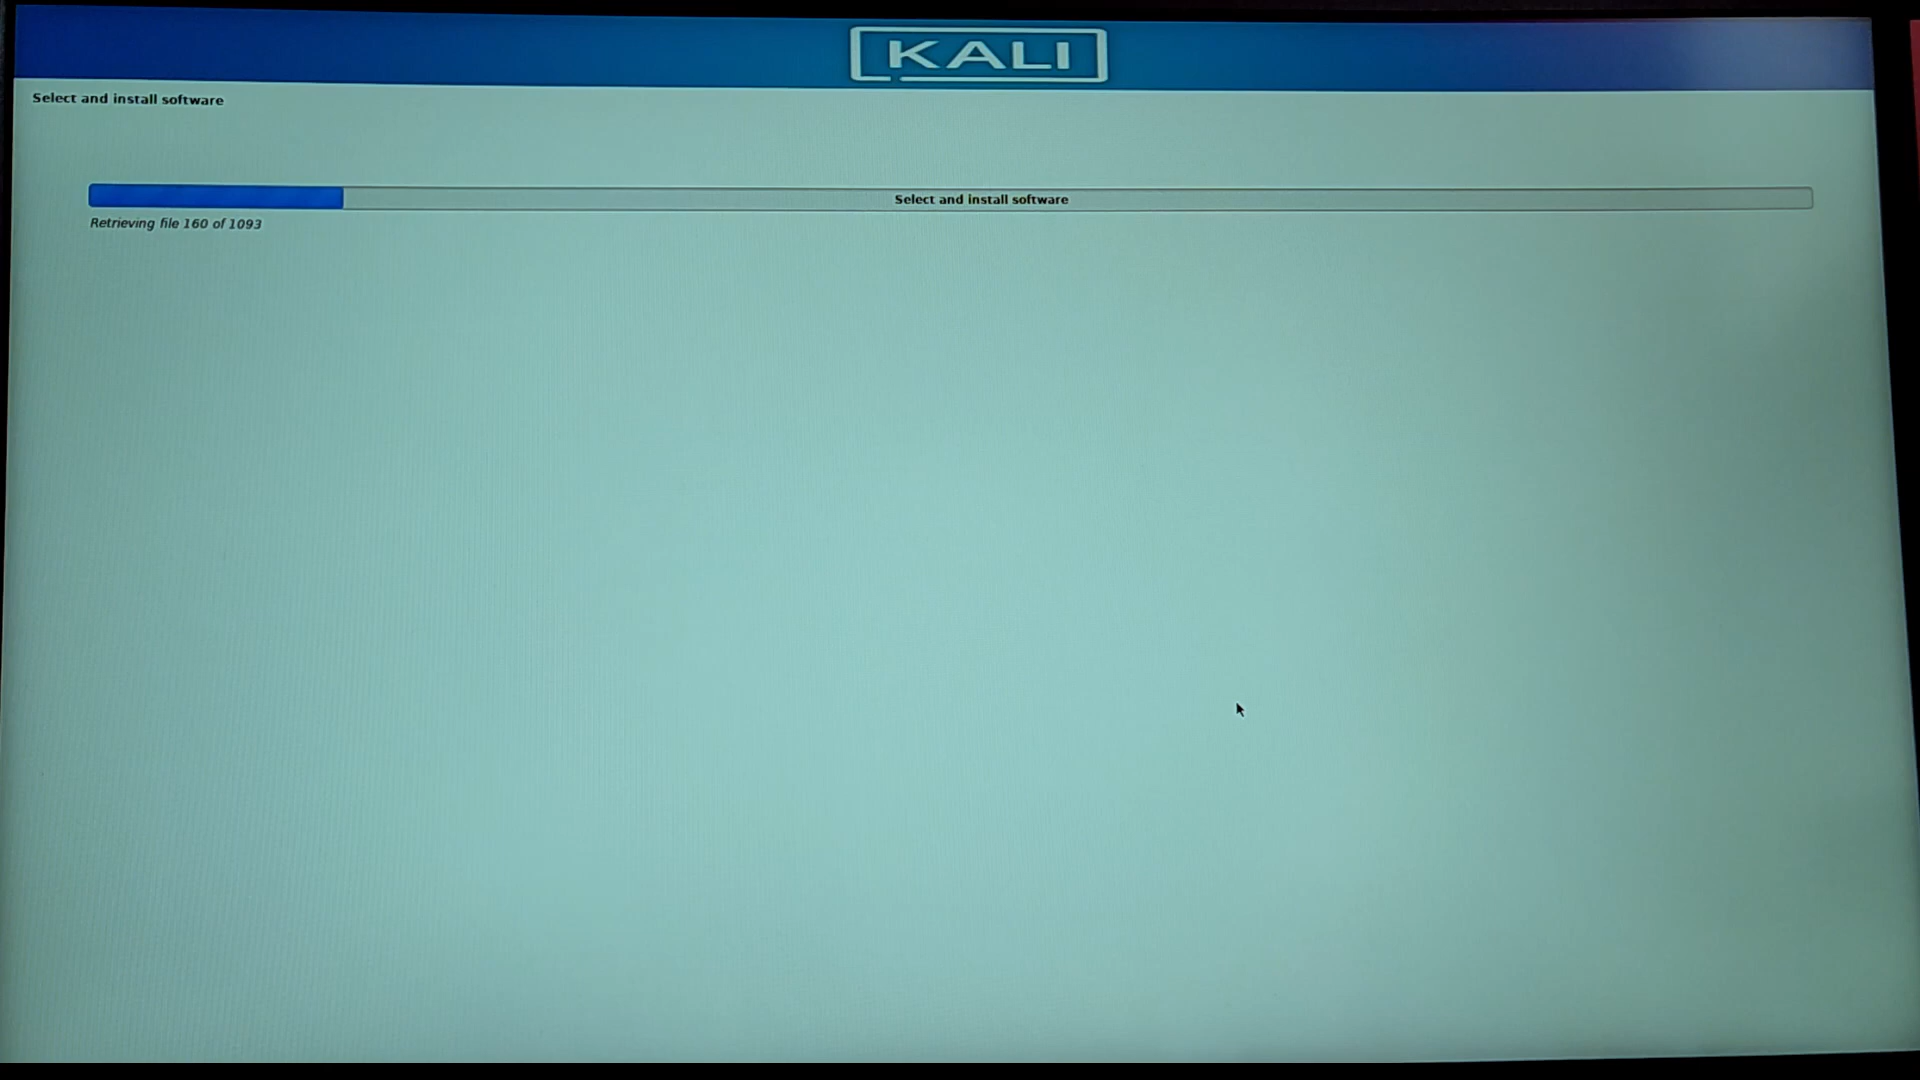 KALI
Select and install software
Select and install software
Retrieving file 160 of 1093